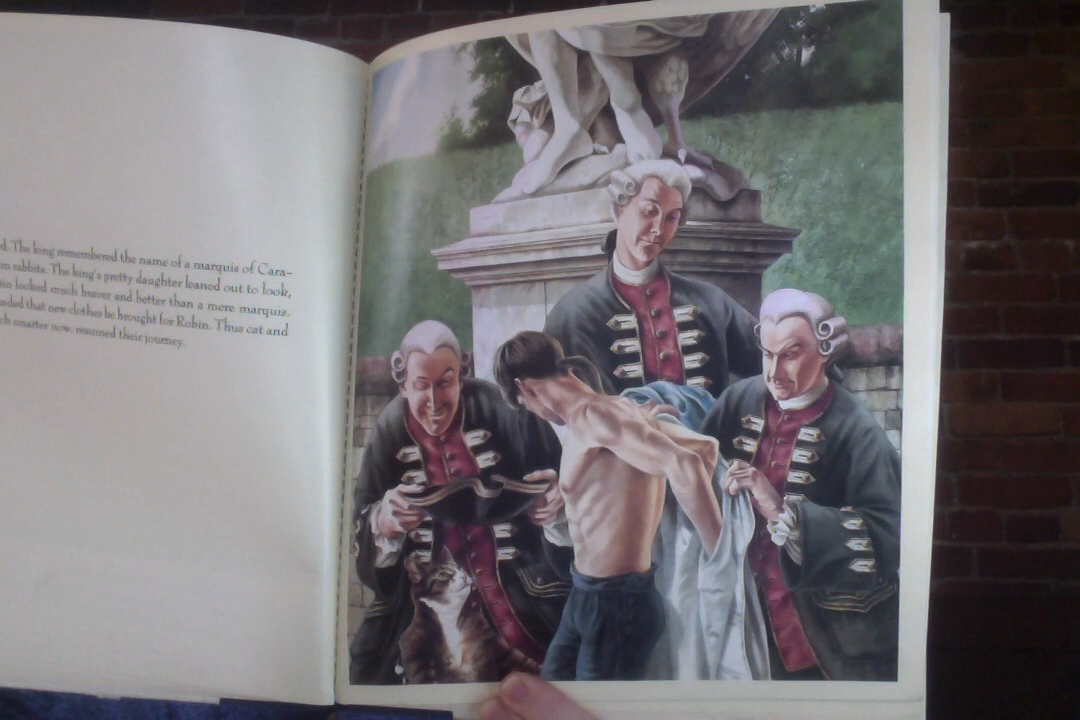 d. The king remembered the name of a marquis of Cara-
rabbits. The king's pretty daughter leaned out to look,
looked much braver and better than a mere marquis.
nded that new clothes be brought for Robin. Thus cat and
ch smarter now, resumed their journey.